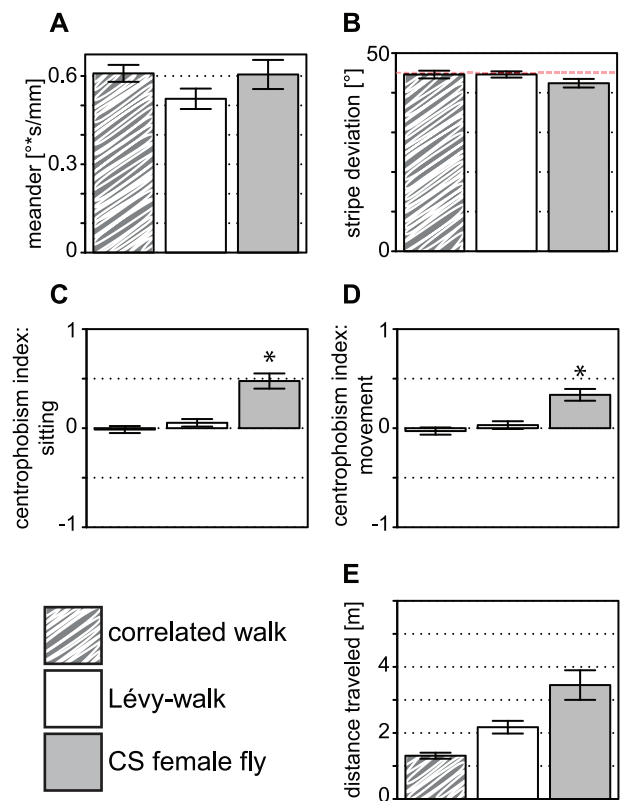 A
meander [°*s/mm]
0.6
0.3
0
B
stripe deviation [°]
50
0
C
centrophobism index:
sitting
1
0
-1
*
D
centrophobism index:
movement
1
0
-1
*
correlated walk
Lévy-walk
CS female fly
E
distance traveled [m]
4
2
0